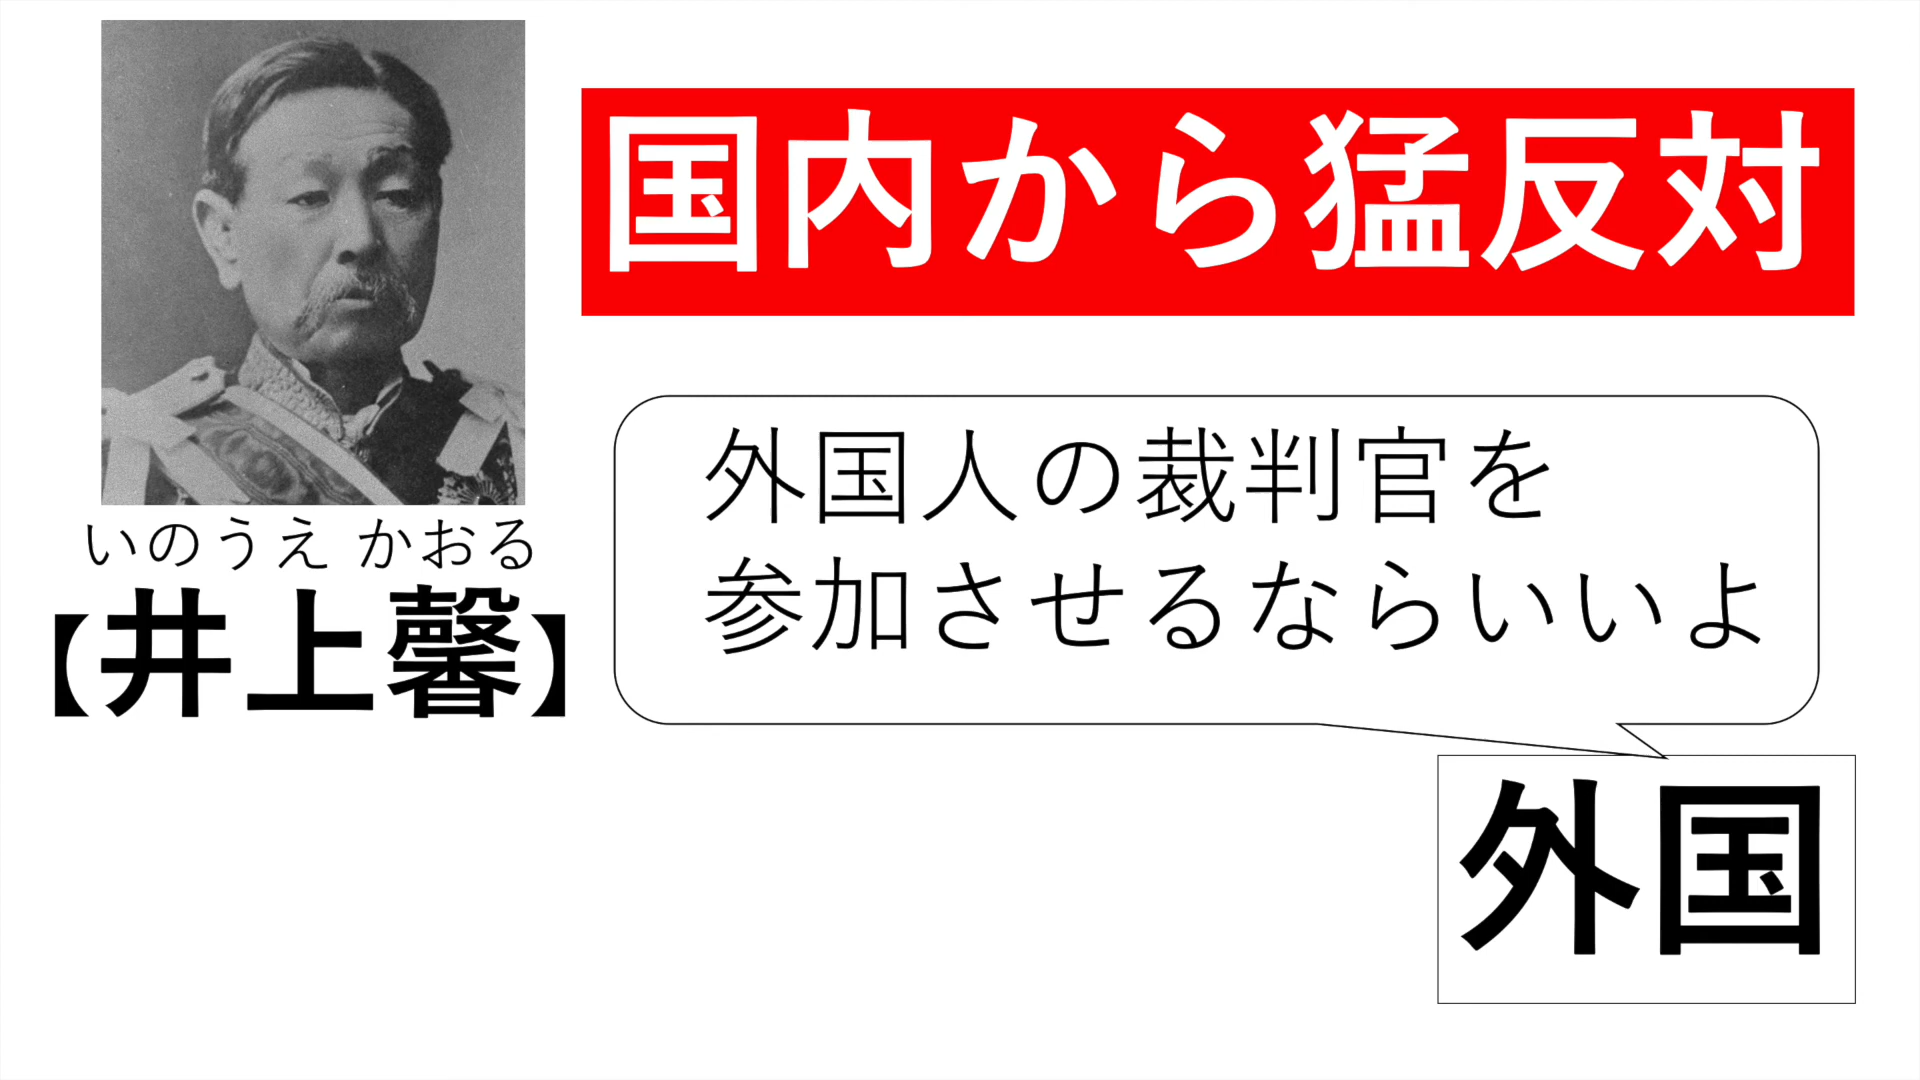 国内から猛反対
いのうえ かおる
【井上馨】
外国人の裁判官を
参加させるならいいよ
外国